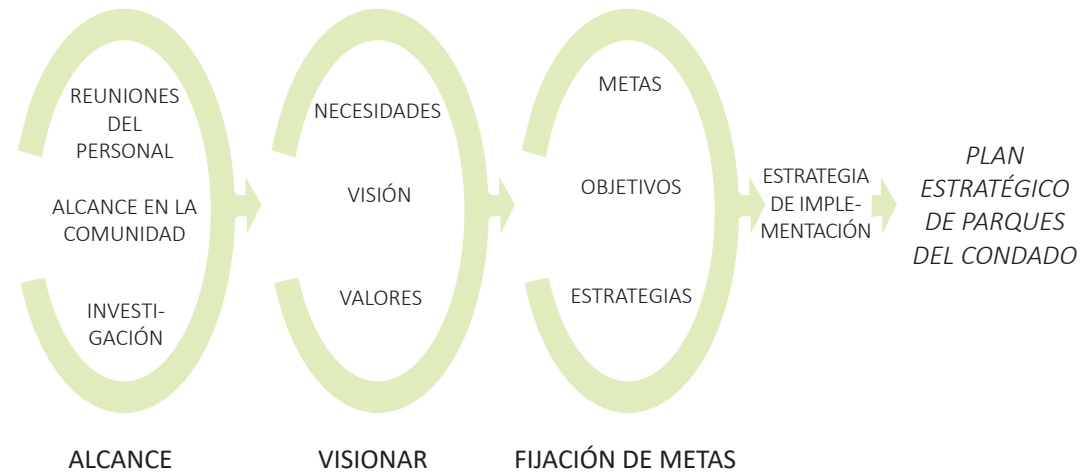 REUNIONES
DEL
PERSONAL
ALCANCE EN LA
COMUNIDAD
INVESTI-
GACIÓN
ALCANCE
NECESIDADES
VISIÓN
VALORES
VISIONAR
METAS
OBJETIVOS
ESTRATEGIAS
FIJACIÓN DE METAS
ESTRATEGIA
DE IMPLE-
MENTACIÓN
PLAN
ESTRATÉGICO
DE PARQUES
DEL CONDADO